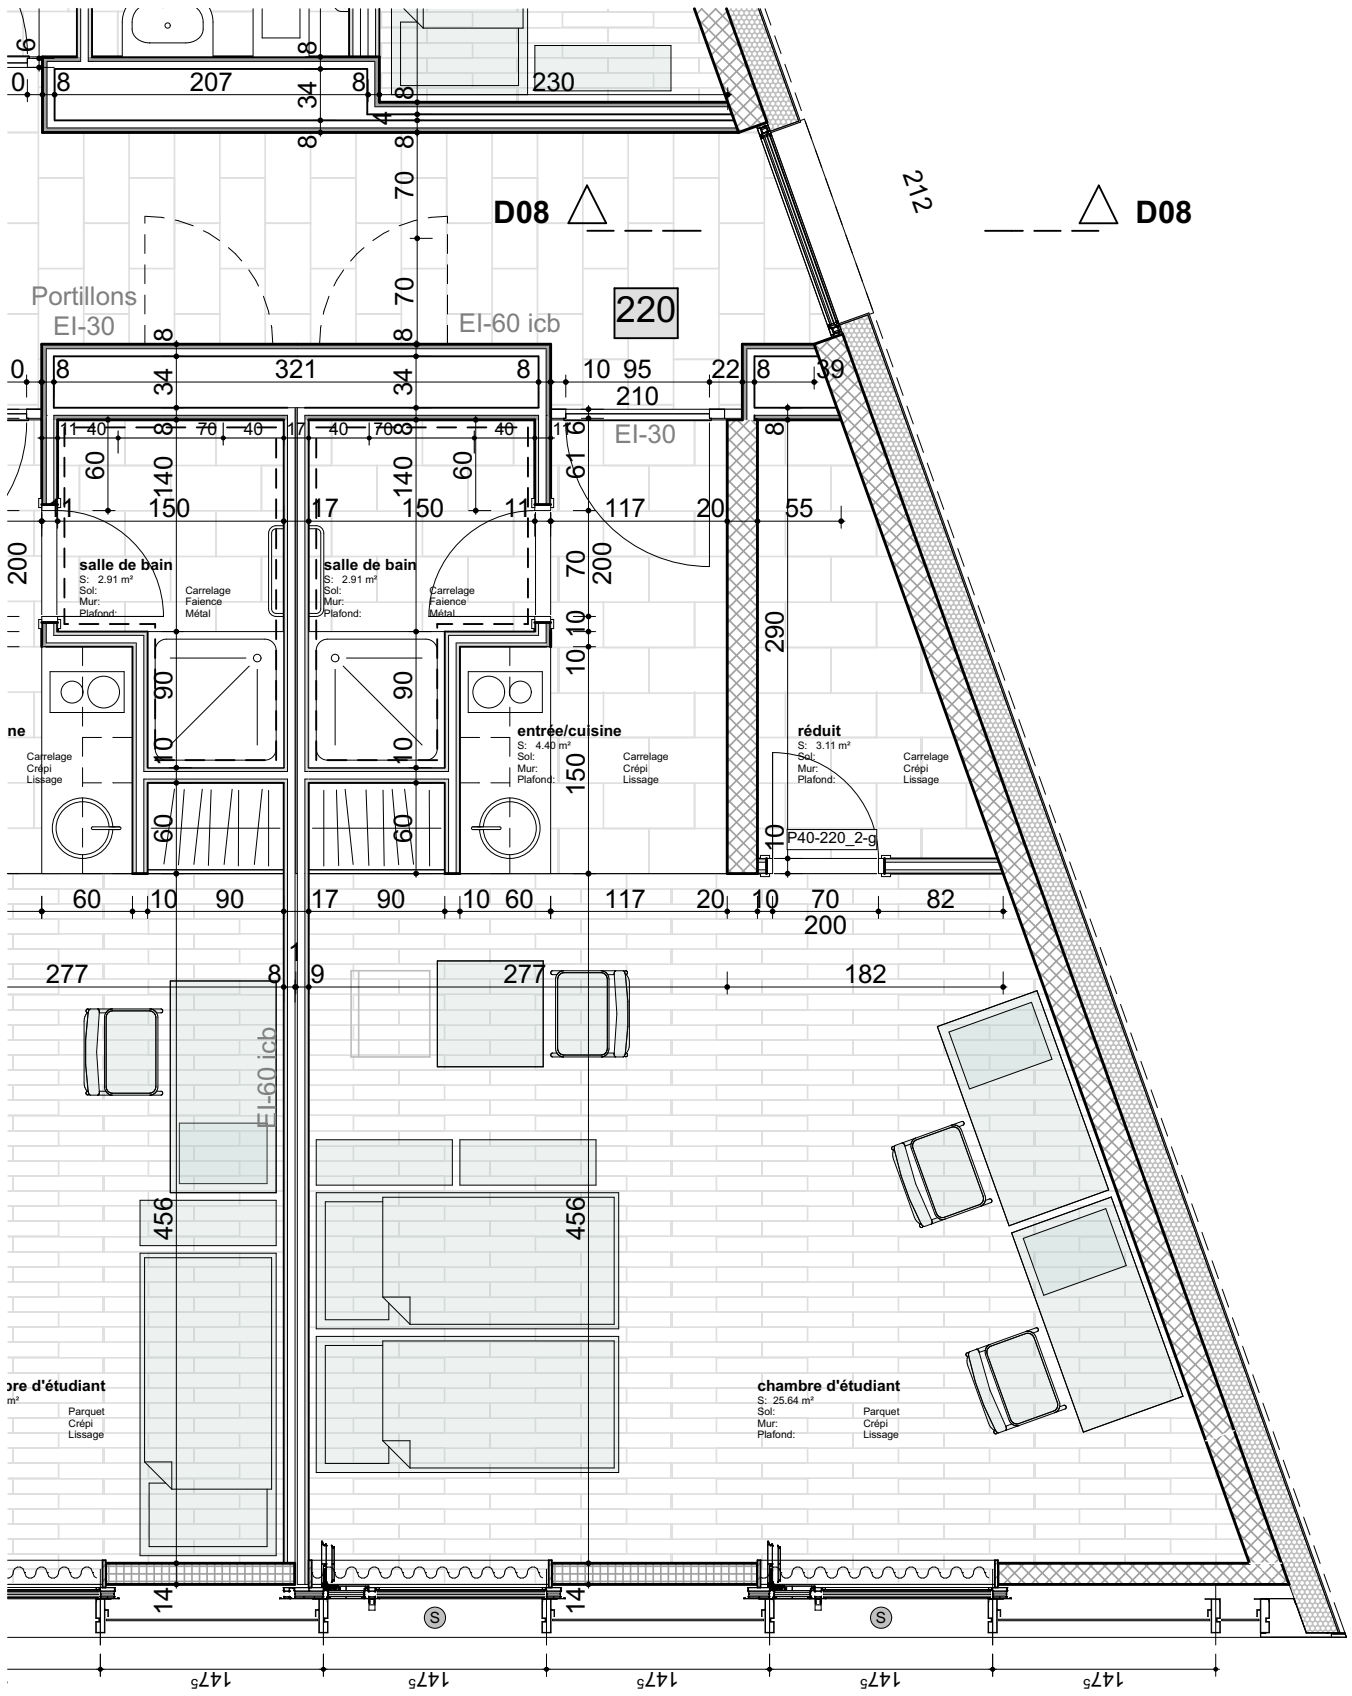 6
8
0
8
207
8
34
8
230
4
8
8
70
212
D08
D08
70
Portillons
EI-30
EI-60 icb
220
8
8
0
8
34
321
34
8
10
95
22
8
39
210
EI-30
11
40
8
70
40
17
40
70
8
40
11
6
8
60
140
140
60
61
11
150
17
150
11
117
20
55
200
70
200
salle de bain
S: 2.91 m²
Sol: Carrelage
Mur: Faience
Plafond: Métal
salle de bain
S: 2.91 m²
Sol: Carrelage
Mur: Faience
Plafond: Métal
10
290
10
90
90
ne
Carrelage
Crépi
Lissage
entrée/cuisine
S: 4.40 m²
Sol: Carrelage
Mur: Crépi
Plafond: Lissage
réduit
S: 3.11 m²
Sol: Carrelage
Mur: Crépi
Plafond: Lissage
10
10
150
60
60
10
P40-220_2-g
60
10
90
17
90
10
60
117
20
10
70
82
200
1
277
8
9
277
182
EI-60 icb
456
456
bre d'étudiant
m²
Parquet
Crépi
Lissage
chambre d'étudiant
S: 25.64 m²
Sol: Parquet
Mur: Crépi
Plafond: Lissage
14
14
S
S
1475
1475
1475
1475
1475